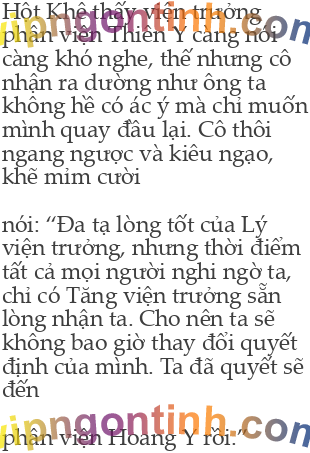 Hột Khê thấy viện trưởng
phân viện Thiên Y càng nói
càng khó nghe, thế nhưng cô
nhận ra dường như ông ta
không hề có ác ý mà chỉ muốn
mình quay đầu lại. Cô thôi
ngang ngược và kiêu ngạo,
khẽ mỉm cười
nói: “Đa tạ lòng tốt của Lý
viện trưởng, nhưng thời điểm
tất cả mọi người nghi ngờ ta,
chỉ có Tăng viện trưởng sẵn
lòng nhận ta. Cho nên ta sẽ
không bao giờ thay đổi quyết
định của mình. Ta đã quyết sẽ
đến
phân viện Hoàng Y rồi.”
vipngontinh.com
vipngontinh.com